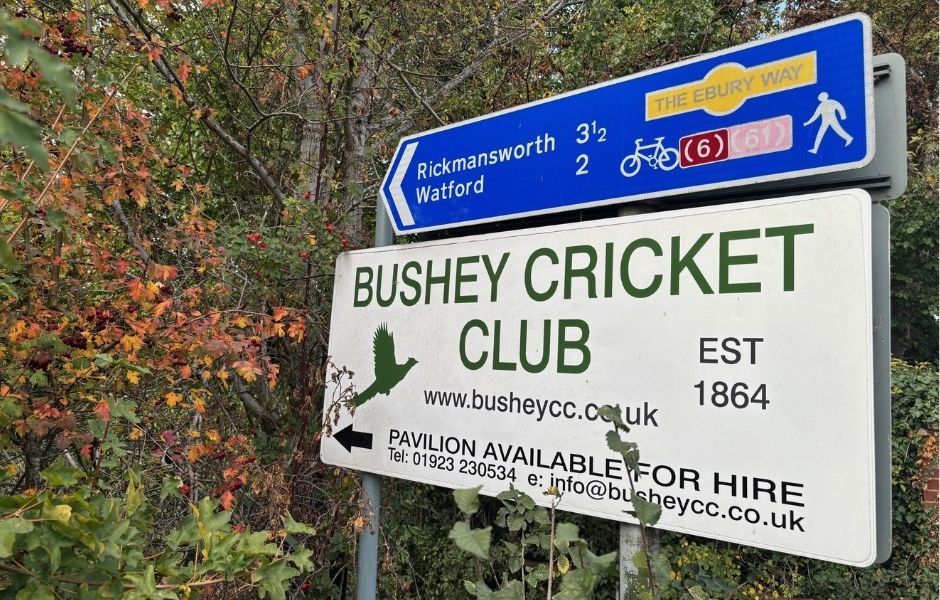 THE EBURY WAY
Rickmansworth 3½
Watford 2
(6) (61)
BUSHEY CRICKET
CLUB
EST
1864
www.busheycc.co.uk
PAVILION AVAILABLE FOR HIRE
Tel: 01923 230534 e: info@busheycc.co.uk